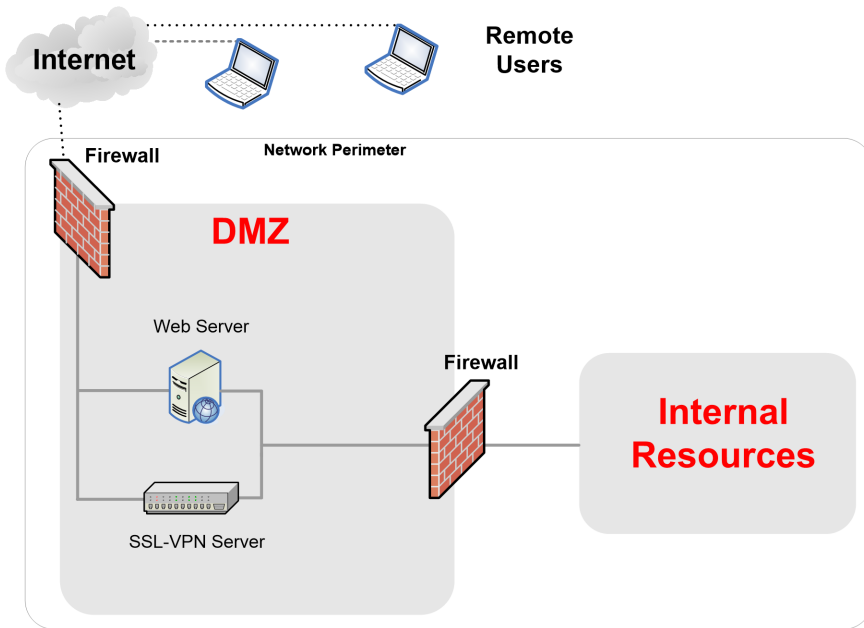 Internet
Remote
Users
Firewall
Network Perimeter
DMZ
Web Server
Firewall
Internal
Resources
SSL-VPN Server